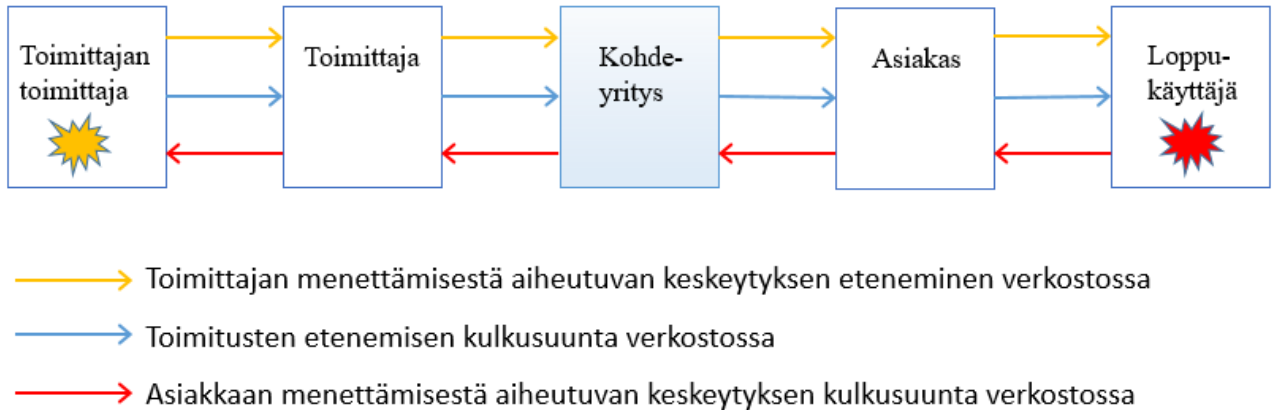 Toimittajan
toimittaja
Toimittaja
Kohde-
yritys
Asiakas
Loppu-
käyttäjä
Toimittajan menettämisestä aiheutuvan keskeytyksen eteneminen verkostossa
Toimitusten etenemisen kulkusuunta verkostossa
Asiakkaan menettämisestä aiheutuvan keskeytyksen kulkusuunta verkostossa